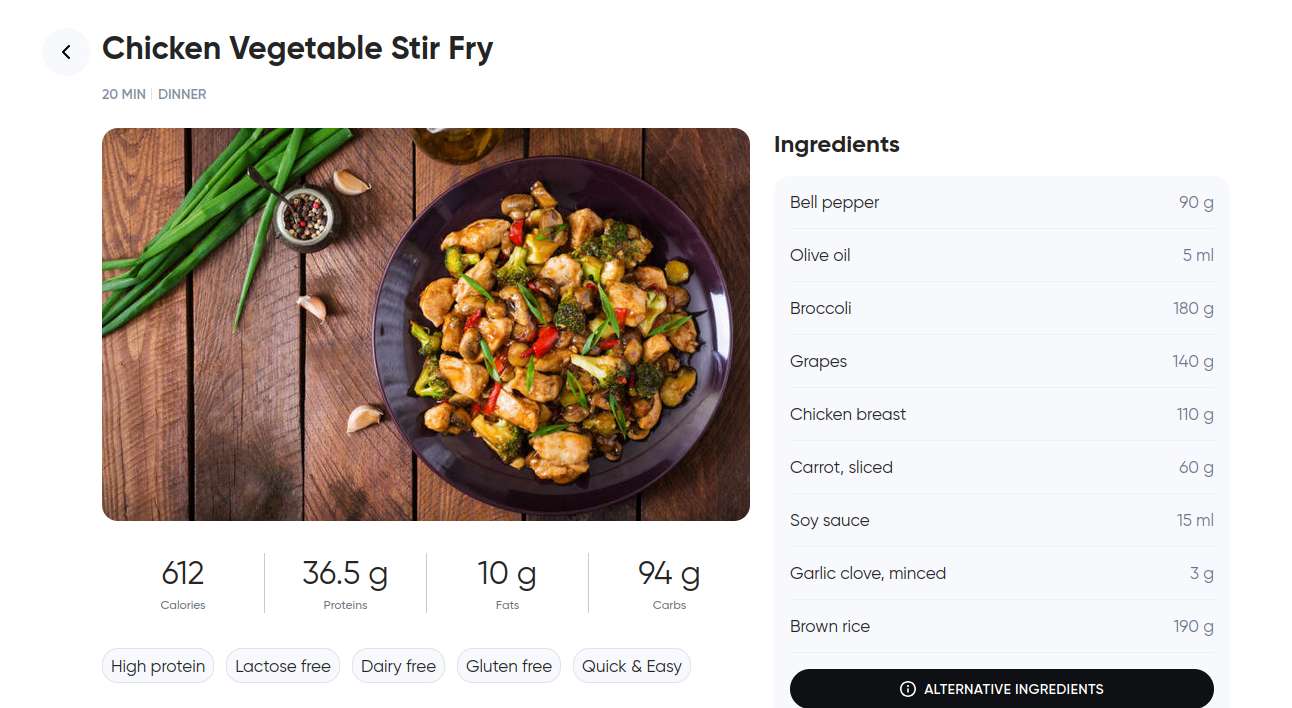 Chicken Vegetable Stir Fry
20 MIN | DINNER
612
Calories
36.5 g
Proteins
10 g
Fats
94 g
Carbs
High protein
Lactose free
Dairy free
Gluten free
Quick & Easy
Ingredients
Bell pepper 90 g
Olive oil 5 ml
Broccoli 180 g
Grapes 140 g
Chicken breast 110 g
Carrot, sliced 60 g
Soy sauce 15 ml
Garlic clove, minced 3 g
Brown rice 190 g
ALTERNATIVE INGREDIENTS